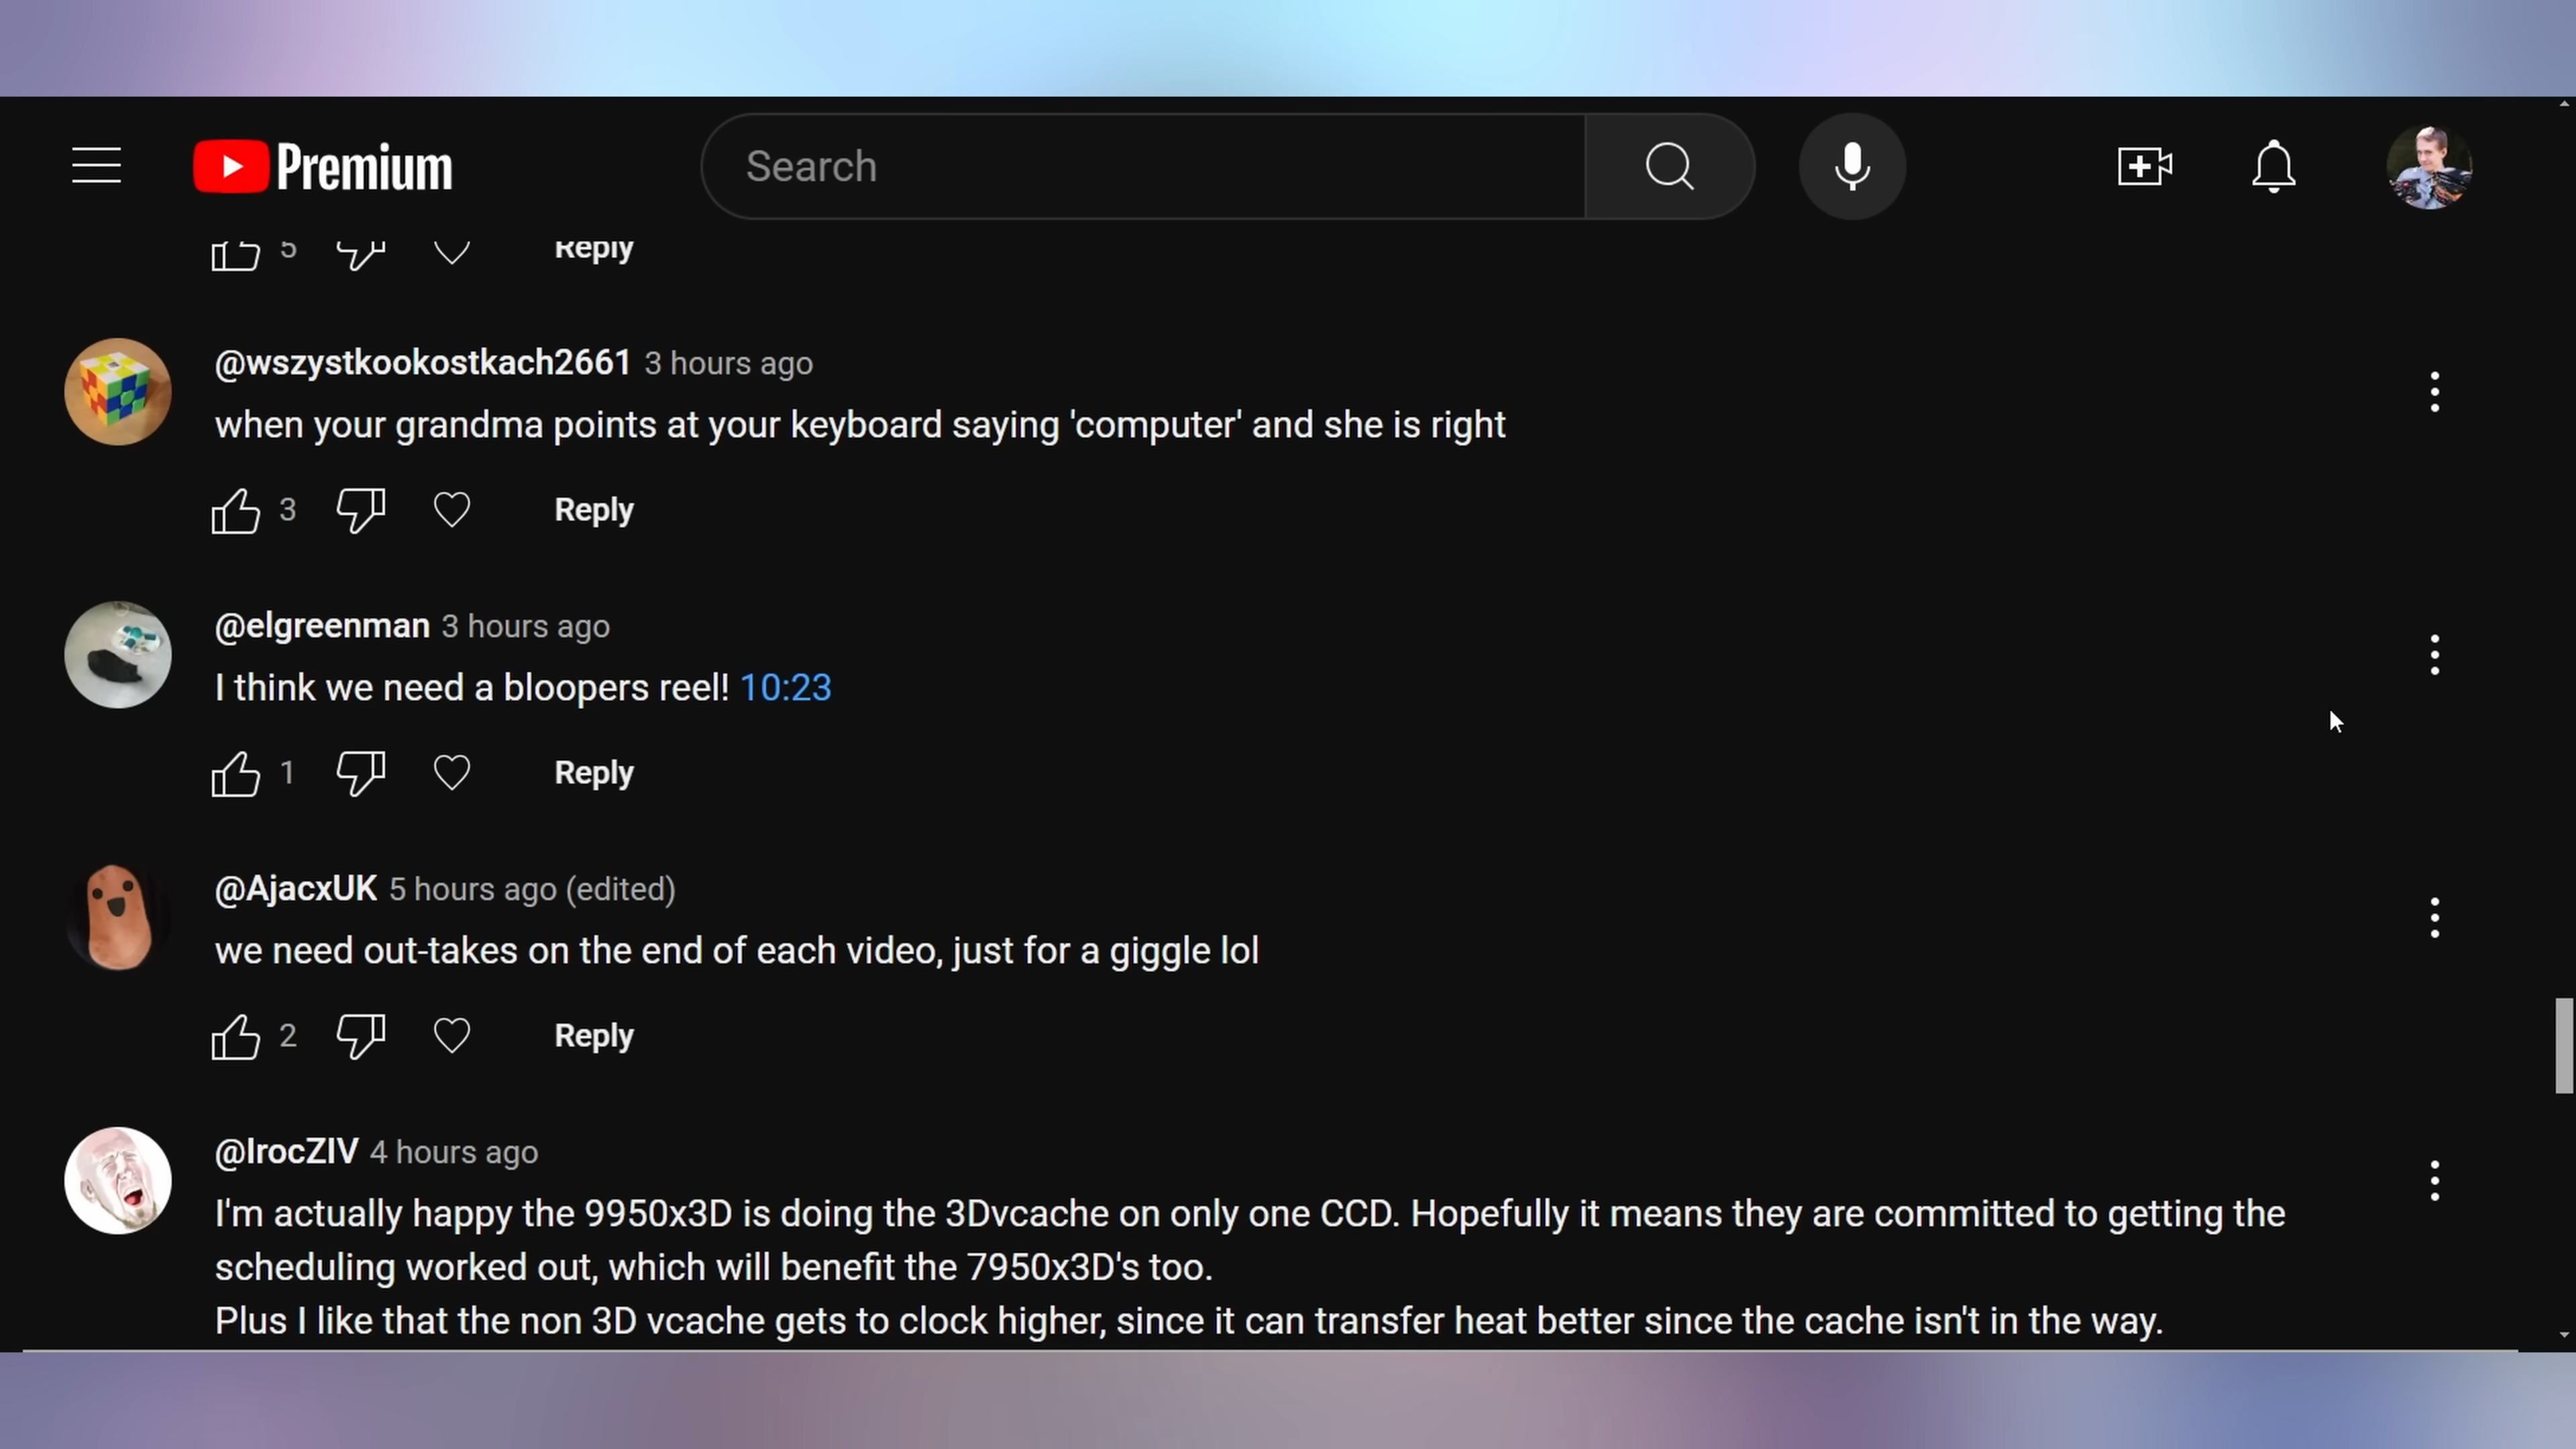 Premium
Search
5 Reply
@wszystkookostkach2661 3 hours ago
when your grandma points at your keyboard saying 'computer' and she is right
3 Reply
@elgreenman 3 hours ago
I think we need a bloopers reel! 10:23
1 Reply
@AjacxUK 5 hours ago (edited)
we need out-takes on the end of each video, just for a giggle lol
2 Reply
@IrocZIV 4 hours ago
I'm actually happy the 9950x3D is doing the 3Dvcache on only one CCD. Hopefully it means they are committed to getting the
scheduling worked out, which will benefit the 7950x3D's too.
Plus I like that the non 3D vcache gets to clock higher, since it can transfer heat better since the cache isn't in the way.